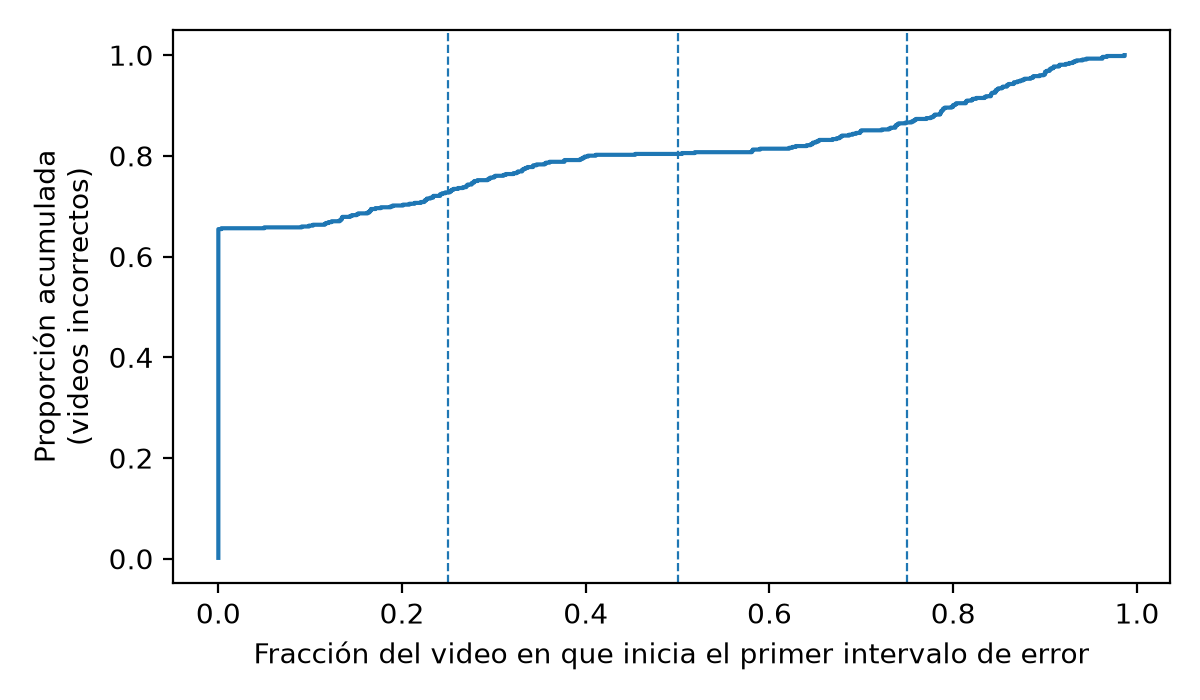 1.0
0.8
0.6
0.4
0.2
0.0
Proporción acumulada
(videos incorrectos)
0.0 0.2 0.4 0.6 0.8 1.0
Fracción del video en que inicia el primer intervalo de error